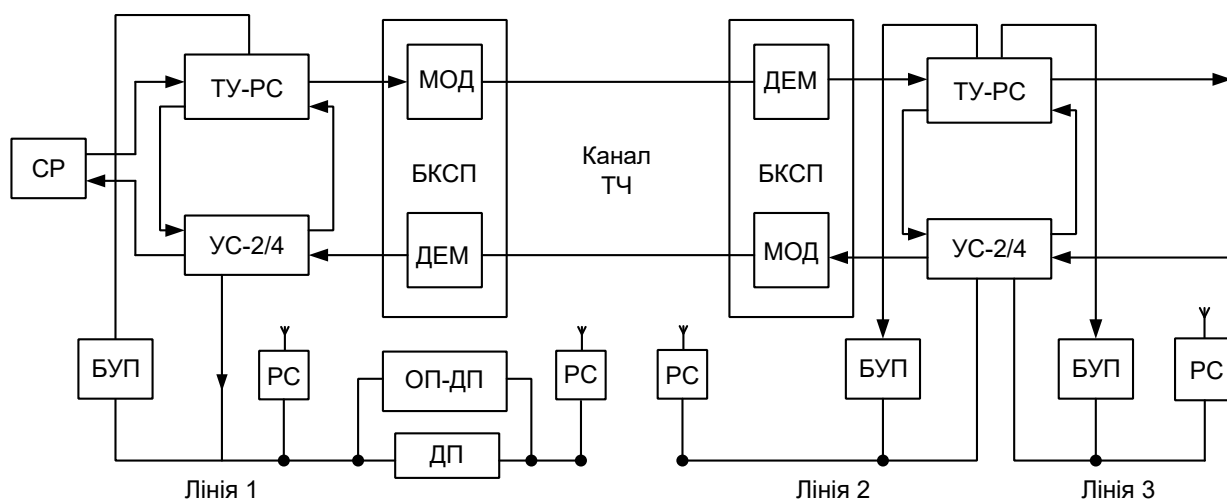 ТУ-РС
МОД
ДЕМ
ТУ-РС
СР
БКСП
Канал
ТЧ
БКСП
УС-2/4
ДЕМ
МОД
УС-2/4
БУП
РС
ОП-ДП
РС
РС
БУП
БУП
РС
ДП
Лінія 1
Лінія 2
Лінія 3